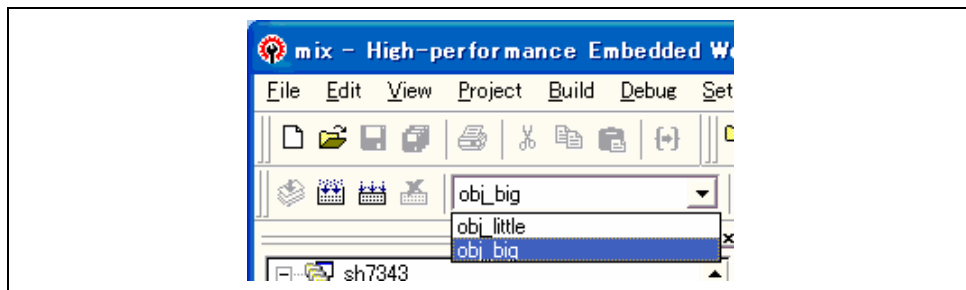 mix - High-performance Embedded W
File Edit View Project Build Debug Set
obj_big
obj_little
obj_big
sh7343